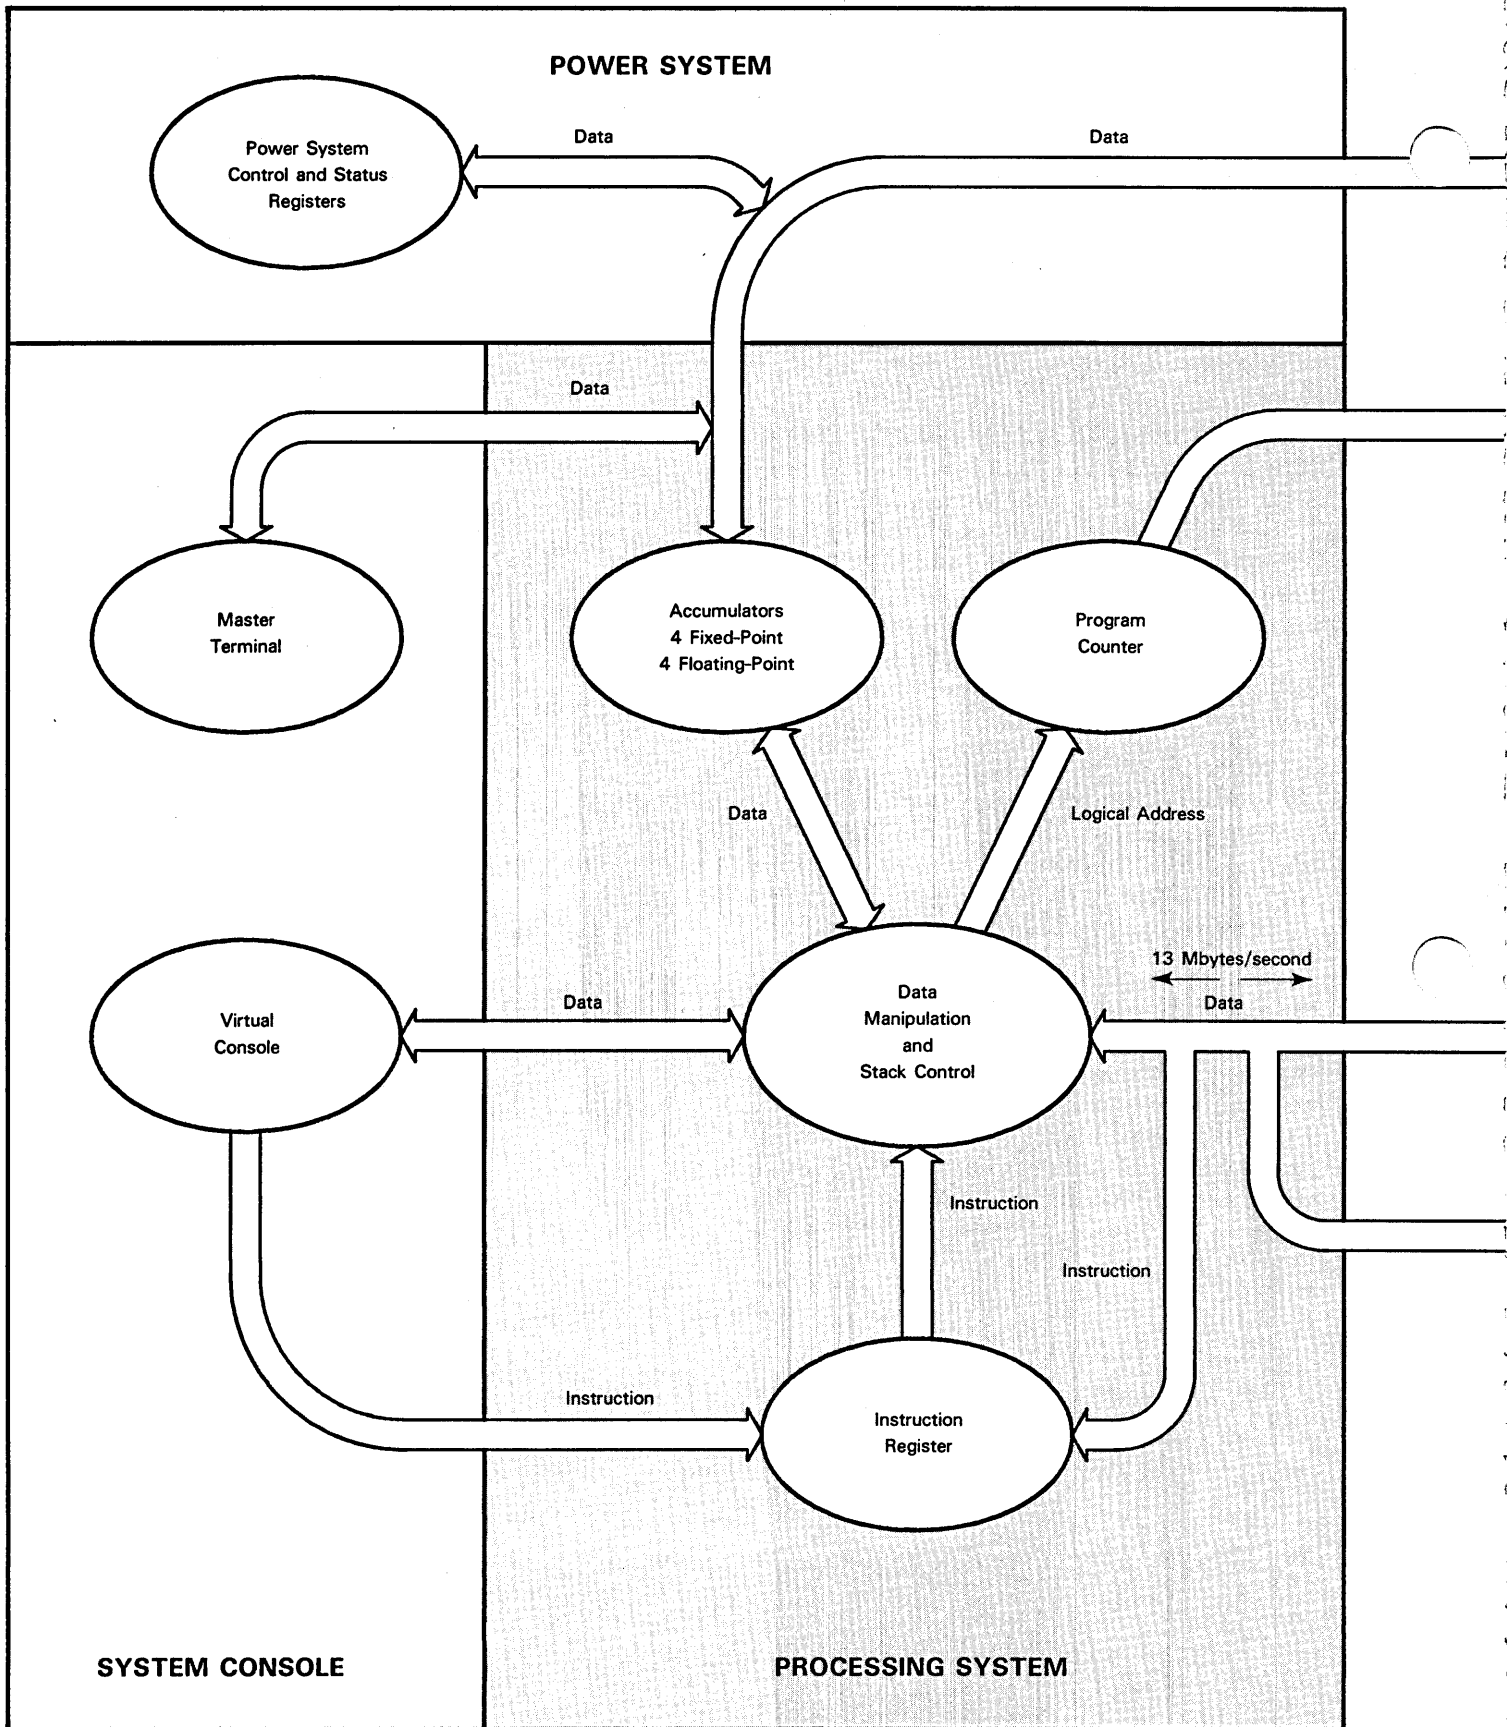 POWER SYSTEM
Power System
Control and Status
Registers
Data
Data
Data
Master
Terminal
Accumulators
4 Fixed-Point
4 Floating-Point
Program
Counter
Data
Logical Address
13 Mbytes/second
Data
Virtual
Console
Data
Data
Manipulation
and
Stack Control
Instruction
Instruction
Instruction
Instruction
Register
SYSTEM CONSOLE
PROCESSING SYSTEM